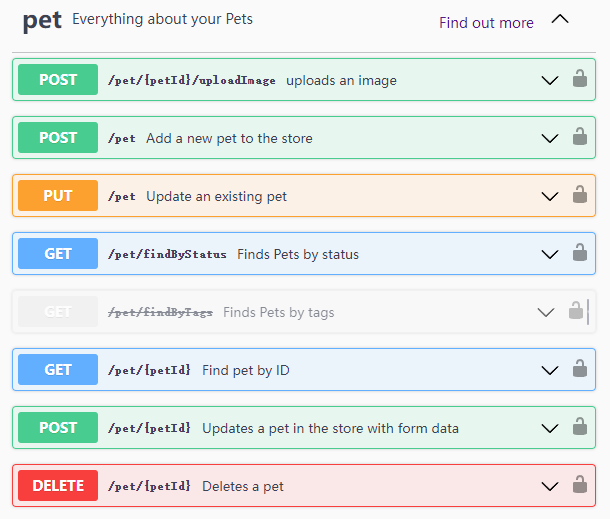 pet Everything about your Pets Find out more
POST /pet/{petId}/uploadImage uploads an image
POST /pet Add a new pet to the store
PUT /pet Update an existing pet
GET /pet/findByStatus Finds Pets by status
GET /pet/findByTags Finds Pets by tags
GET /pet/{petId} Find pet by ID
POST /pet/{petId} Updates a pet in the store with form data
DELETE /pet/{petId} Deletes a pet